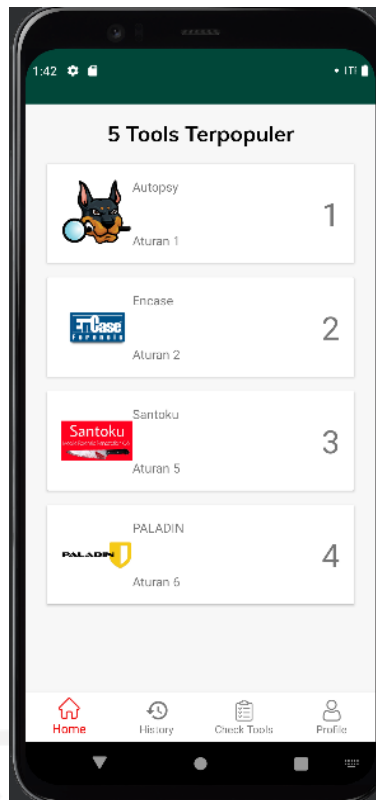 1:42
5 Tools Terpopuler
Autopsy
Aturan 1
1
Encase
EnCase
Forensic
Aturan 2
2
Santoku
Santoku
Aturan 5
3
PALADIN
PALADIN
Aturan 6
4
Home
History
Check Tools
Profile